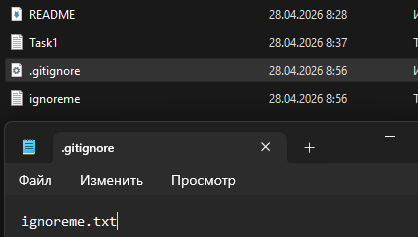 README 28.04.2026 8:28
Task1 28.04.2026 8:37
.gitignore 28.04.2026 8:56
ignoreme 28.04.2026 8:56
.gitignore
Файл Изменить Просмотр
ignoreme.txt